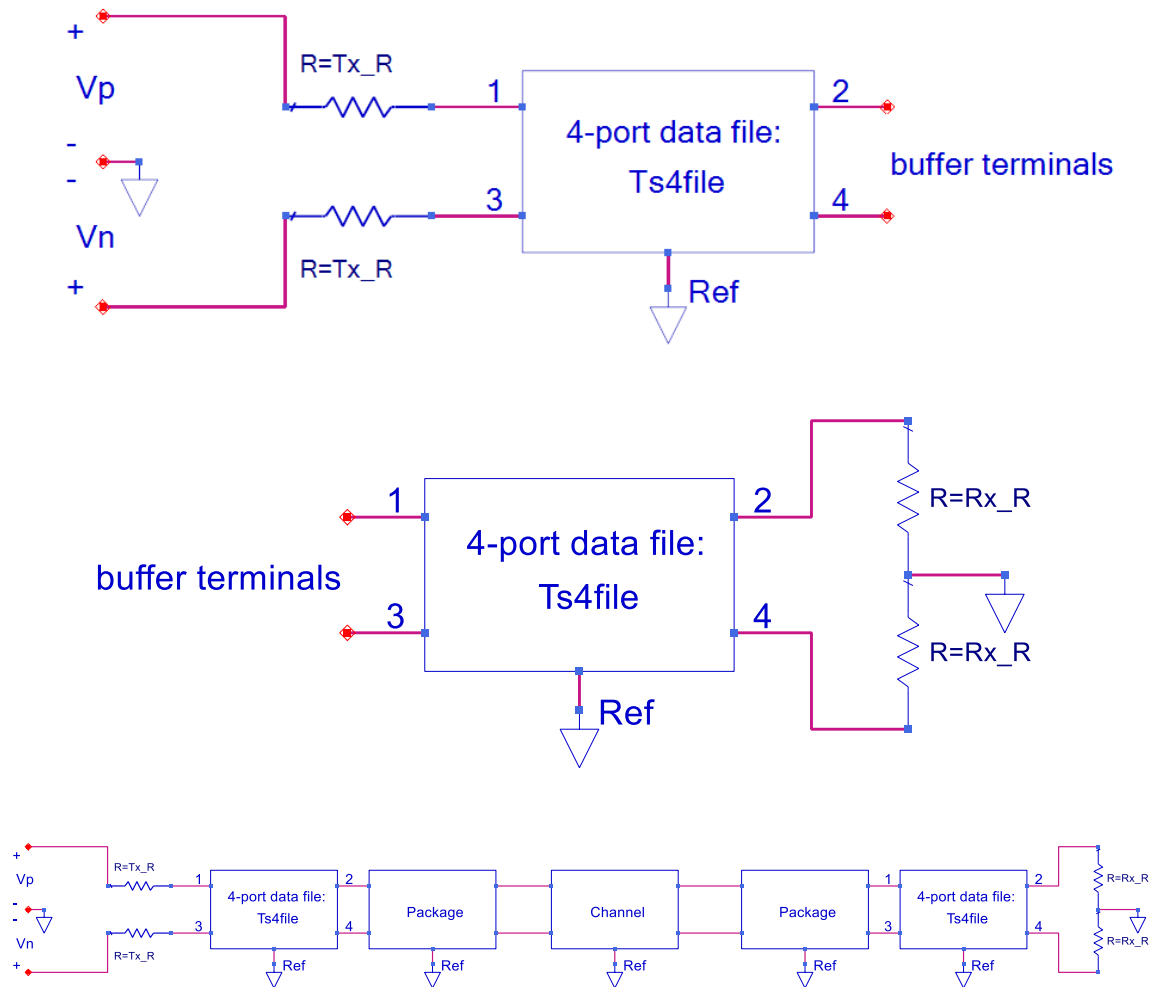 +
R=Tx_R
Vp
1
2
4-port data file:
-
buffer terminals
-
Ts4file
3
4
Vn
R=Tx_R
+
Ref
1
2
R=Rx_R
4-port data file:
buffer terminals
Ts4file
3
4
R=Rx_R
Ref
+
R=Tx_R
Vp
1
4-port data file:
2
Ts4file
Package
Channel
Package
1
4-port data file:
2
Ts4file
R=Rx_R
-
-
3
4
3
4
Vn
R=Rx_R
+
R=Tx_R
Ref
Ref
Ref
Ref
Ref